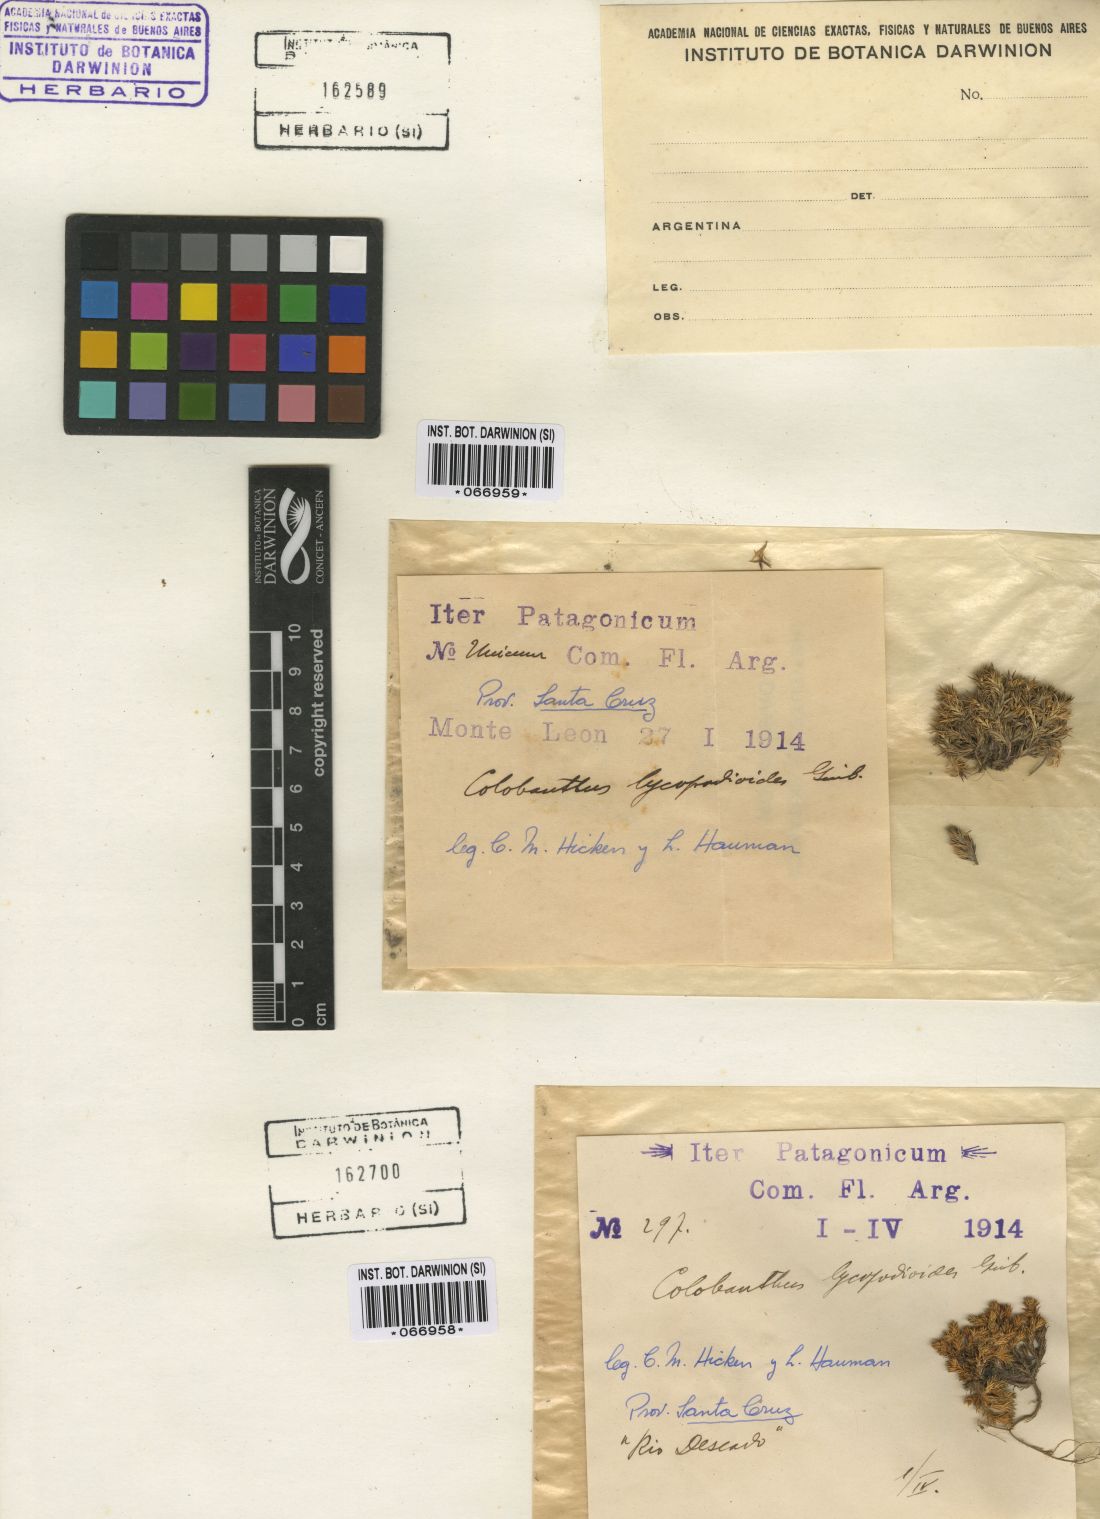 ACADEMIA NACIONAL de CIENCIAS EXACTAS
FISICAS y NATURALES de BUENOS AIRES
INSTITUTO de BOTANICA
DARWINION
HERBARIO
INSTITUTO DE BOTÁNICA
162589
HERBARIO (SI)
ACADEMIA NACIONAL DE CIENCIAS EXACTAS, FISICAS Y NATURALES DE BUENOS AIRES
INSTITUTO DE BOTANICA DARWINION
No.
DET.
ARGENTINA
LEG.
OBS.
INST. BOT. DARWINION (SI)
*066959*
INSTITUTO DE BOTANICA
DARWINION
CONICET - ANCEFN
copyright reserved
0 1 2 3 4 5 6 7 8 9 10
cm
Iter Patagonicum
No Unicum Com. Fl. Arg.
Prov. Santa Cruz
Monte Leon 27 I 1914
Colobanthus lycopodioides Gris.
leg. C. M. Hicken y L. Hauman
INSTITUTO DE BOTÁNICA
DARWINION
162700
HERBARIO (SI)
INST. BOT. DARWINION (SI)
*066958*
Iter Patagonicum
Com. Fl. Arg.
No 297. I - IV 1914
Colobanthus lycopodioides Gris.
leg. C. M. Hicken y L. Hauman
Prov. Santa Cruz
"Rio Deseado"
1/IV.